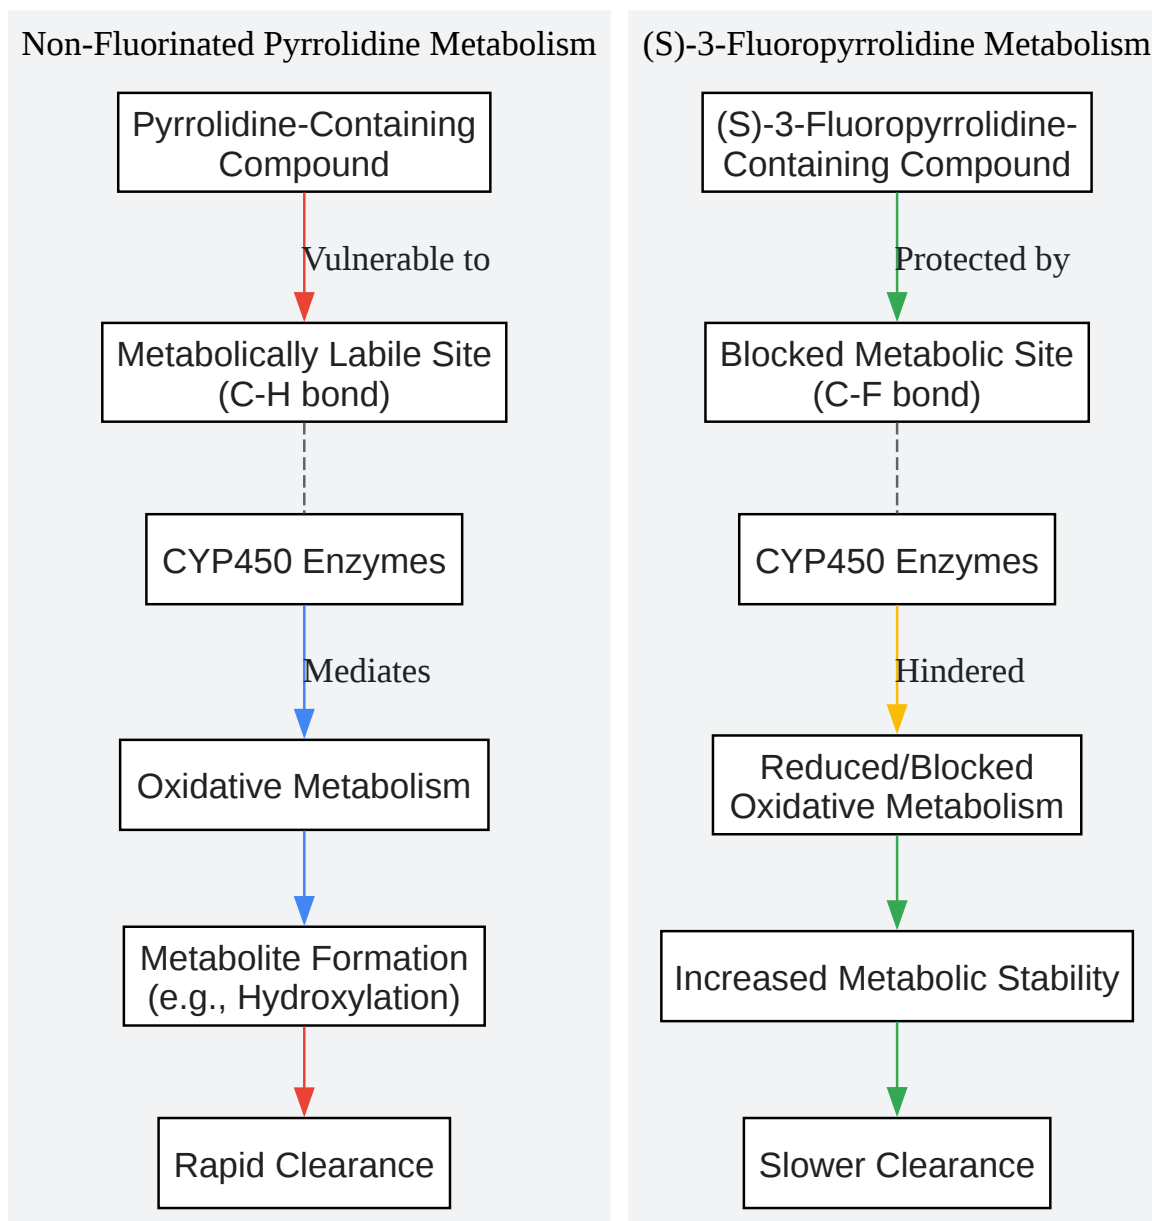 Non-Fluorinated Pyrrolidine Metabolism
Pyrrolidine-Containing
Compound
Vulnerable to
Metabolically Labile Site
(C-H bond)
CYP450 Enzymes
Mediates
Oxidative Metabolism
Metabolite Formation
(e.g., Hydroxylation)
Rapid Clearance
(S)-3-Fluoropyrrolidine Metabolism
(S)-3-Fluoropyrrolidine-
Containing Compound
Protected by
Blocked Metabolic Site
(C-F bond)
CYP450 Enzymes
Hindered
Reduced/Blocked
Oxidative Metabolism
Increased Metabolic Stability
Slower Clearance